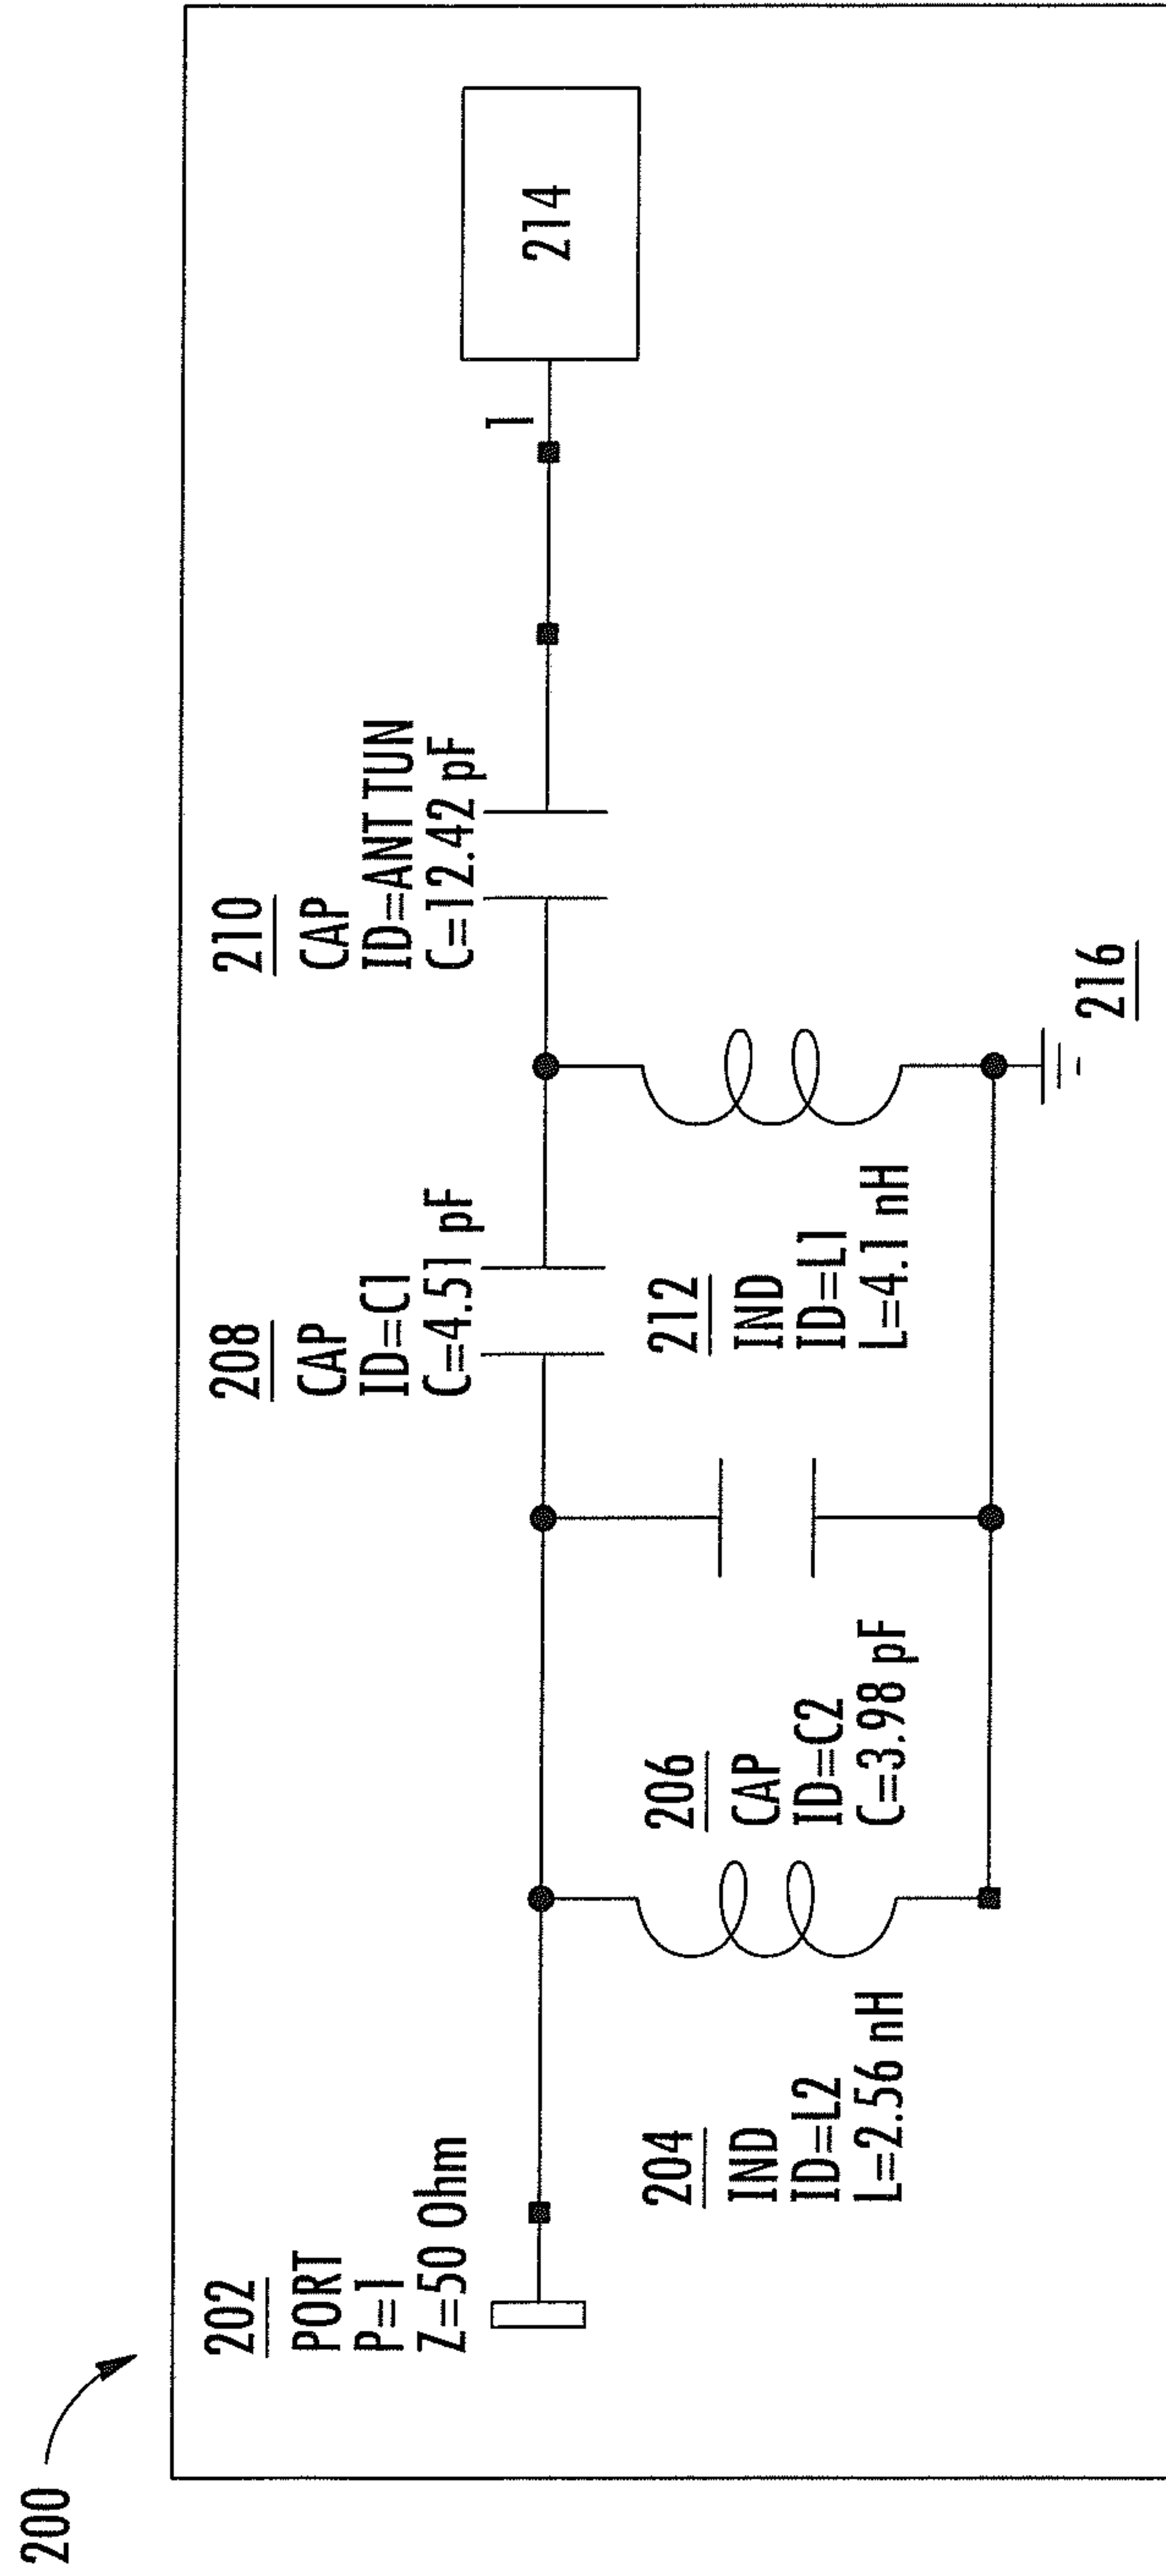 200
202
PORT
P=1
Z=50 Ohm
204
IND
ID=L2
L=2.56 nH
206
CAP
ID=C2
C=3.98 pF
208
CAP
ID=C1
C=4.51 pF
212
IND
ID=L1
L=4.1 nH
210
CAP
ID=ANT TUN
C=12.42 pF
216
1
214